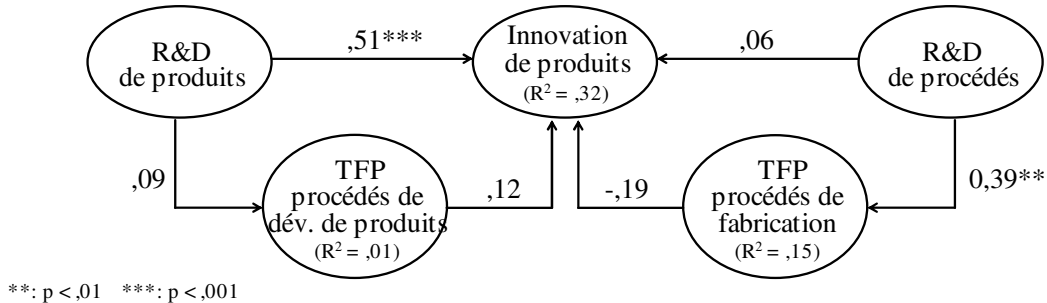 R&D
de produits
,51***
Innovation
de produits
(R² = ,32)
,06
R&D
de procédés
,09
TFP
procédés de
dév. de produits
(R² = ,01)
,12
-,19
TFP
procédés de
fabrication
(R² = ,15)
0,39**
**: p < ,01 ***: p < ,001